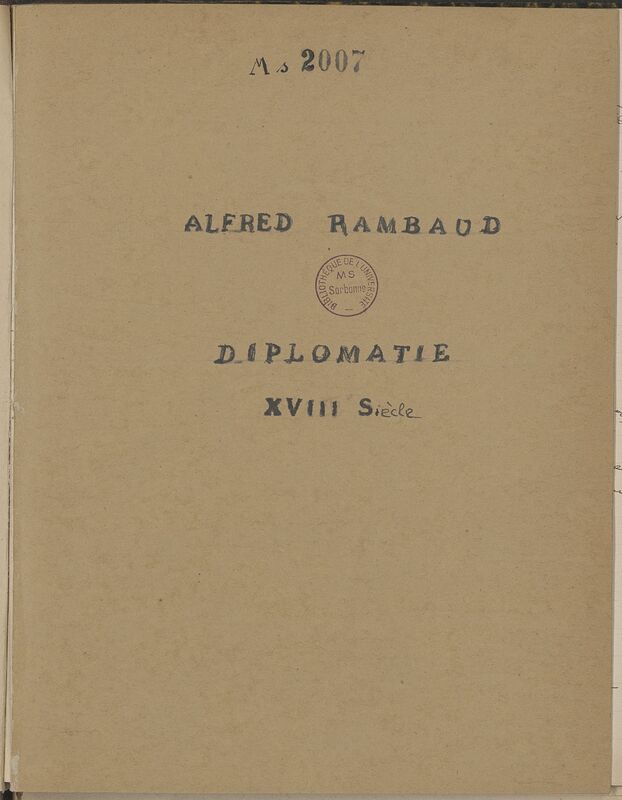 Ms 2007
ALFRED RAMBAUD
BIBLIOTHÈQUE DE L'UNIVERSITÉ
MS
Sorbonne
DIPLOMATIE
XVIII Siècle